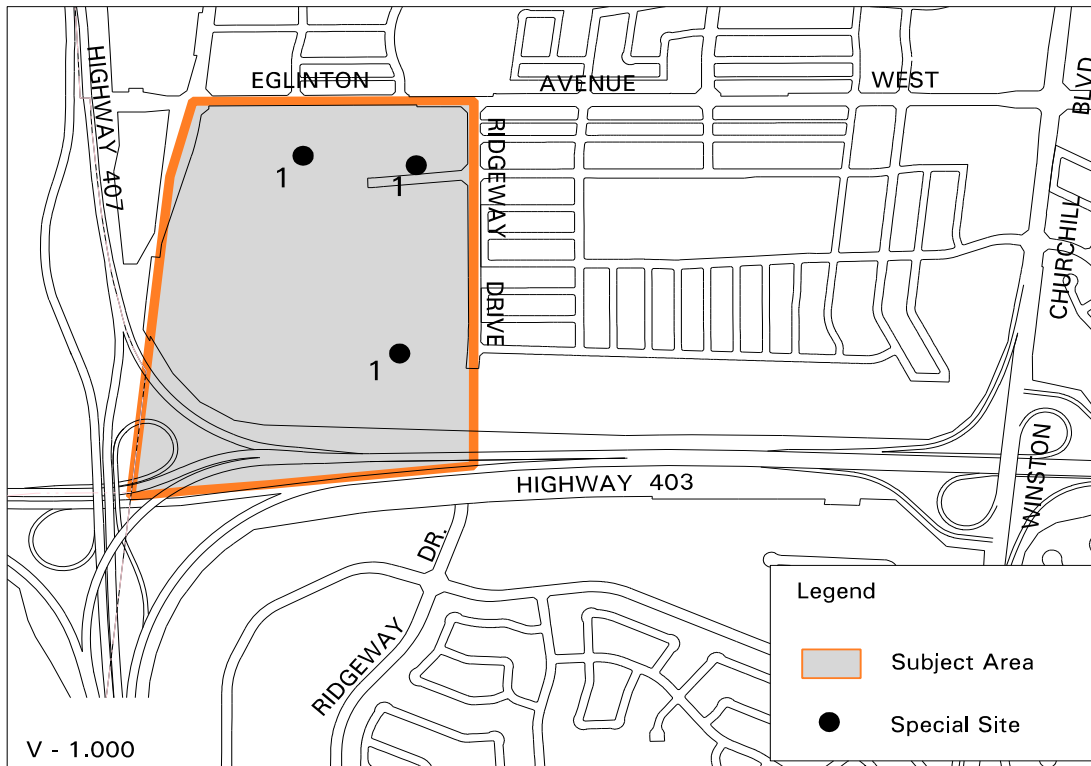 EGLINTON AVENUE WEST
HIGHWAY 407
BLVD
CHURCHILL
WINSTON
RIDGEWAY DRIVE
1
1
1
HIGHWAY 403
RIDGEWAY DR.
Legend
Subject Area
Special Site
V - 1.000